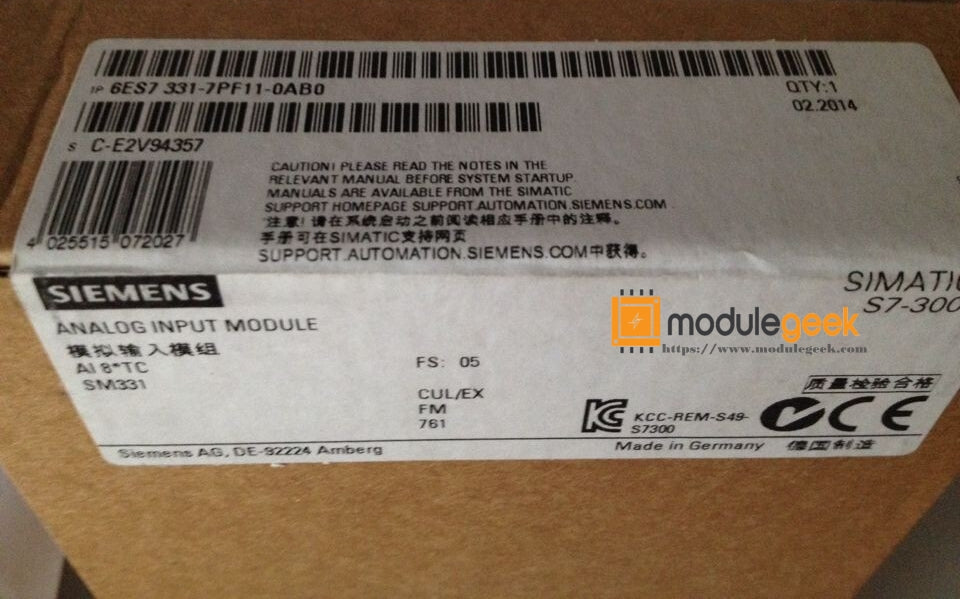 1P 6ES7 331-7PF11-0AB0
QTY:1
02.2014
S C-E2V94357
4 025515 072027
CAUTION! PLEASE READ THE NOTES IN THE
RELEVANT MANUAL BEFORE SYSTEM STARTUP.
MANUALS ARE AVAILABLE FROM THE SIMATIC
SUPPORT HOMEPAGE SUPPORT.AUTOMATION.SIEMENS.COM
注意! 请在系统启动之前阅读相应手册中的注释。
手册可在SIMATIC支持网页
SUPPORT.AUTOMATION.SIEMENS.COM中获得。
SIEMENS
SIMATIC
S7-300
ANALOG INPUT MODULE
模拟输入模组
AI 8*TC
SM331
FS: 05
CUL/EX
FM
761
modulegeek
https://www.modulegeek.com
质量检验合格
KCC-REM-S49-
S7300
CE
Siemens AG, DE-92224 Amberg
Made in Germany 德国制造